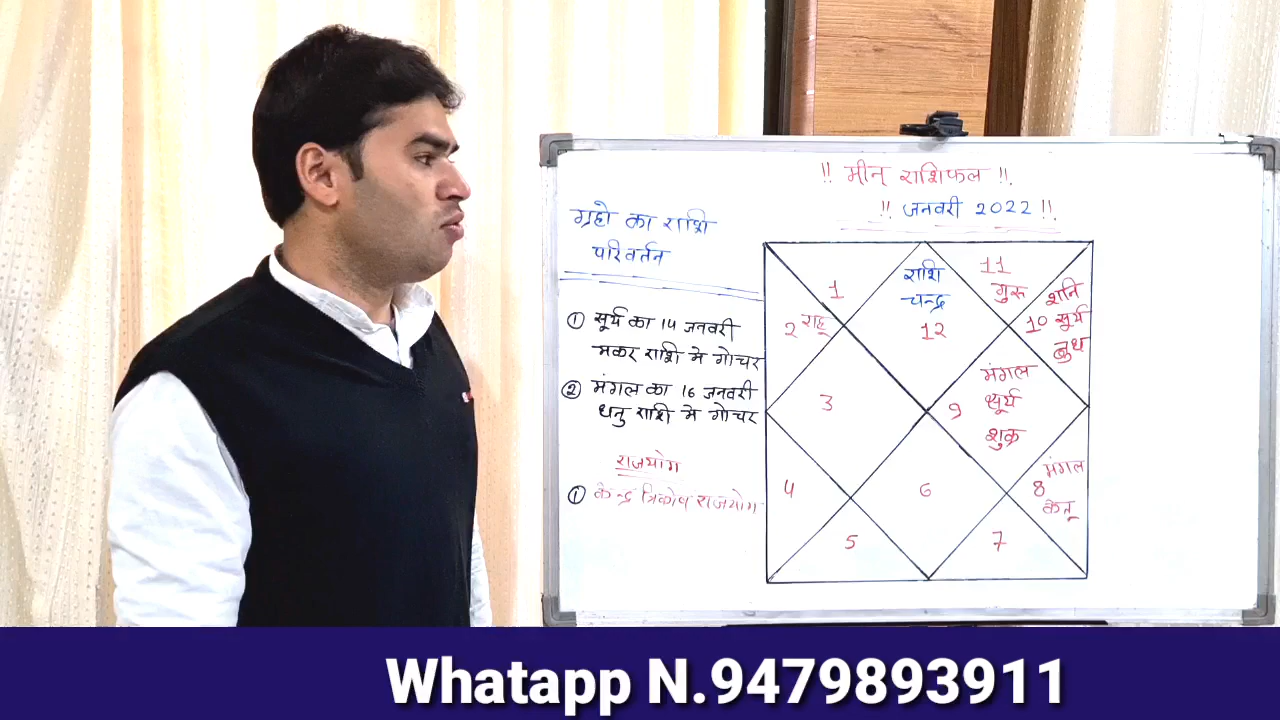 !! मीन राशिफल !!
!! जनवरी 2022 !!
ग्रहो का राशि
परिवर्तन
① सूर्य का 14 जनवरी
मकर राशि मे गोचर
② मंगल का 16 जनवरी
धनु राशि मे गोचर
राजयोग
① केन्द्र त्रिकोण राजयोग
1
राशि
चन्द्र
12
11
गुरु
शनि
10 सूर्य
बुध
2 राहू
3
मंगल
9 सूर्य
शुक्र
4
6
मंगल
8
केतू
5
7
Whatapp N.9479893911